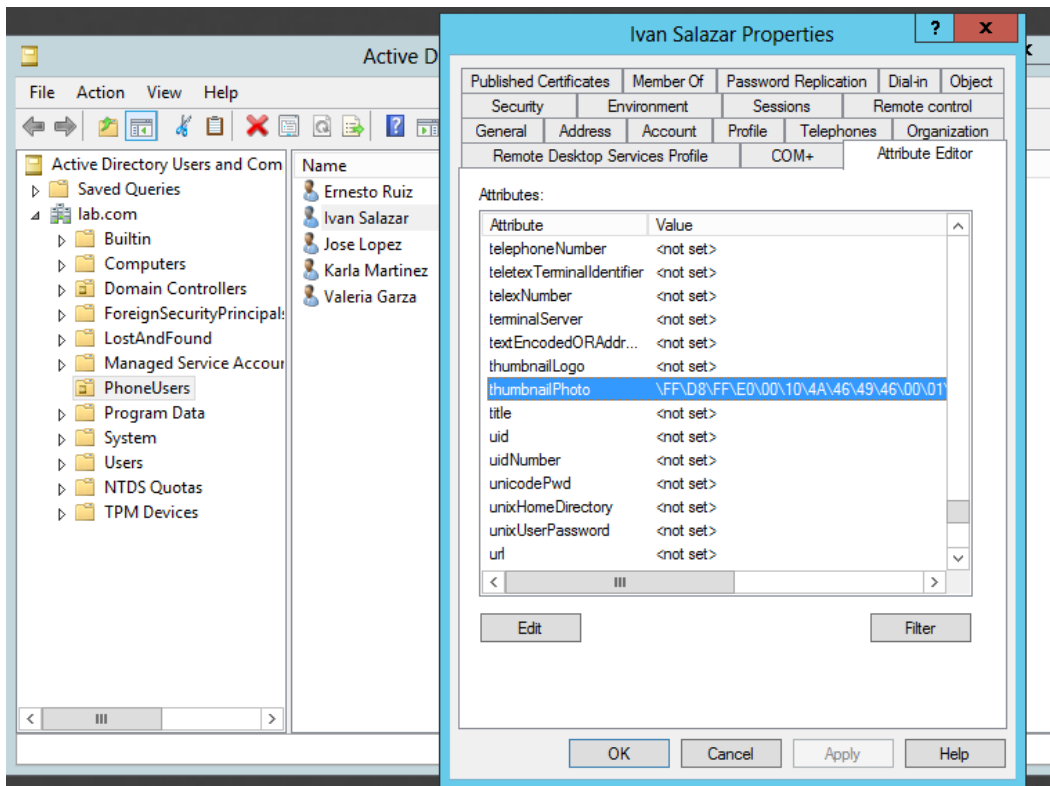 Active D
File Action View Help
Active Directory Users and Com
Saved Queries
lab.com
Builtin
Computers
Domain Controllers
ForeignSecurityPrincipal:
LostAndFound
Managed Service Accour
PhoneUsers
Program Data
System
Users
NTDS Quotas
TPM Devices
Name
Ernesto Ruiz
Ivan Salazar
Jose Lopez
Karla Martinez
Valeria Garza
Ivan Salazar Properties
? x
Published Certificates Member Of Password Replication Dial-in Object
Security Environment Sessions Remote control
General Address Account Profile Telephones Organization
Remote Desktop Services Profile COM+ Attribute Editor
Attributes:
Attribute Value
telephoneNumber <not set>
teletexTerminalIdentifier <not set>
telexNumber <not set>
terminalServer <not set>
textEncodedORAddr... <not set>
thumbnailLogo <not set>
thumbnailPhoto \FF\D8\FF\E0\00\10\4A\46\49\46\00\01\
title <not set>
uid <not set>
uidNumber <not set>
unicodePwd <not set>
unixHomeDirectory <not set>
unixUserPassword <not set>
url <not set>
Edit Filter
OK Cancel Apply Help